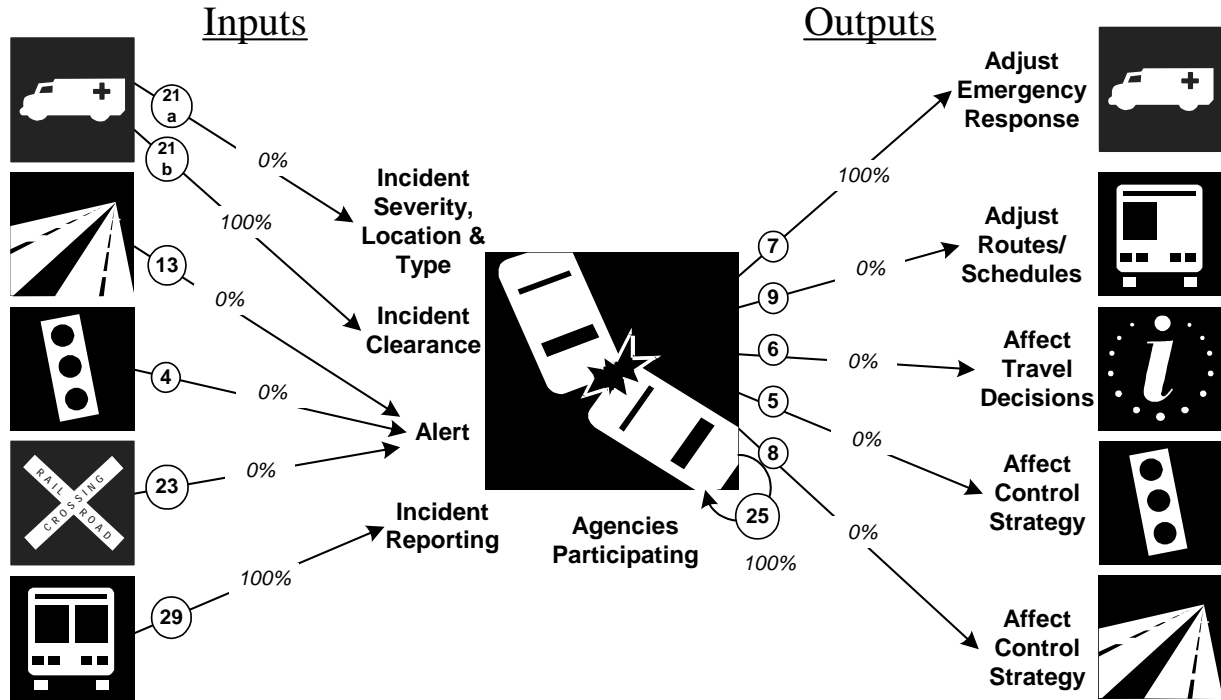 Inputs
Outputs
21
a
0%
21
b
100%
13
0%
4
0%
23
0%
29
100%
Incident
Severity,
Location &
Type
Incident
Clearance
Alert
Incident
Reporting
RAIL
ROAD
CROSSING
Agencies
Participating
25
100%
7
100%
9
0%
6
0%
5
0%
8
0%
Adjust
Emergency
Response
Adjust
Routes/
Schedules
Affect
Travel
Decisions
i
Affect
Control
Strategy
Affect
Control
Strategy